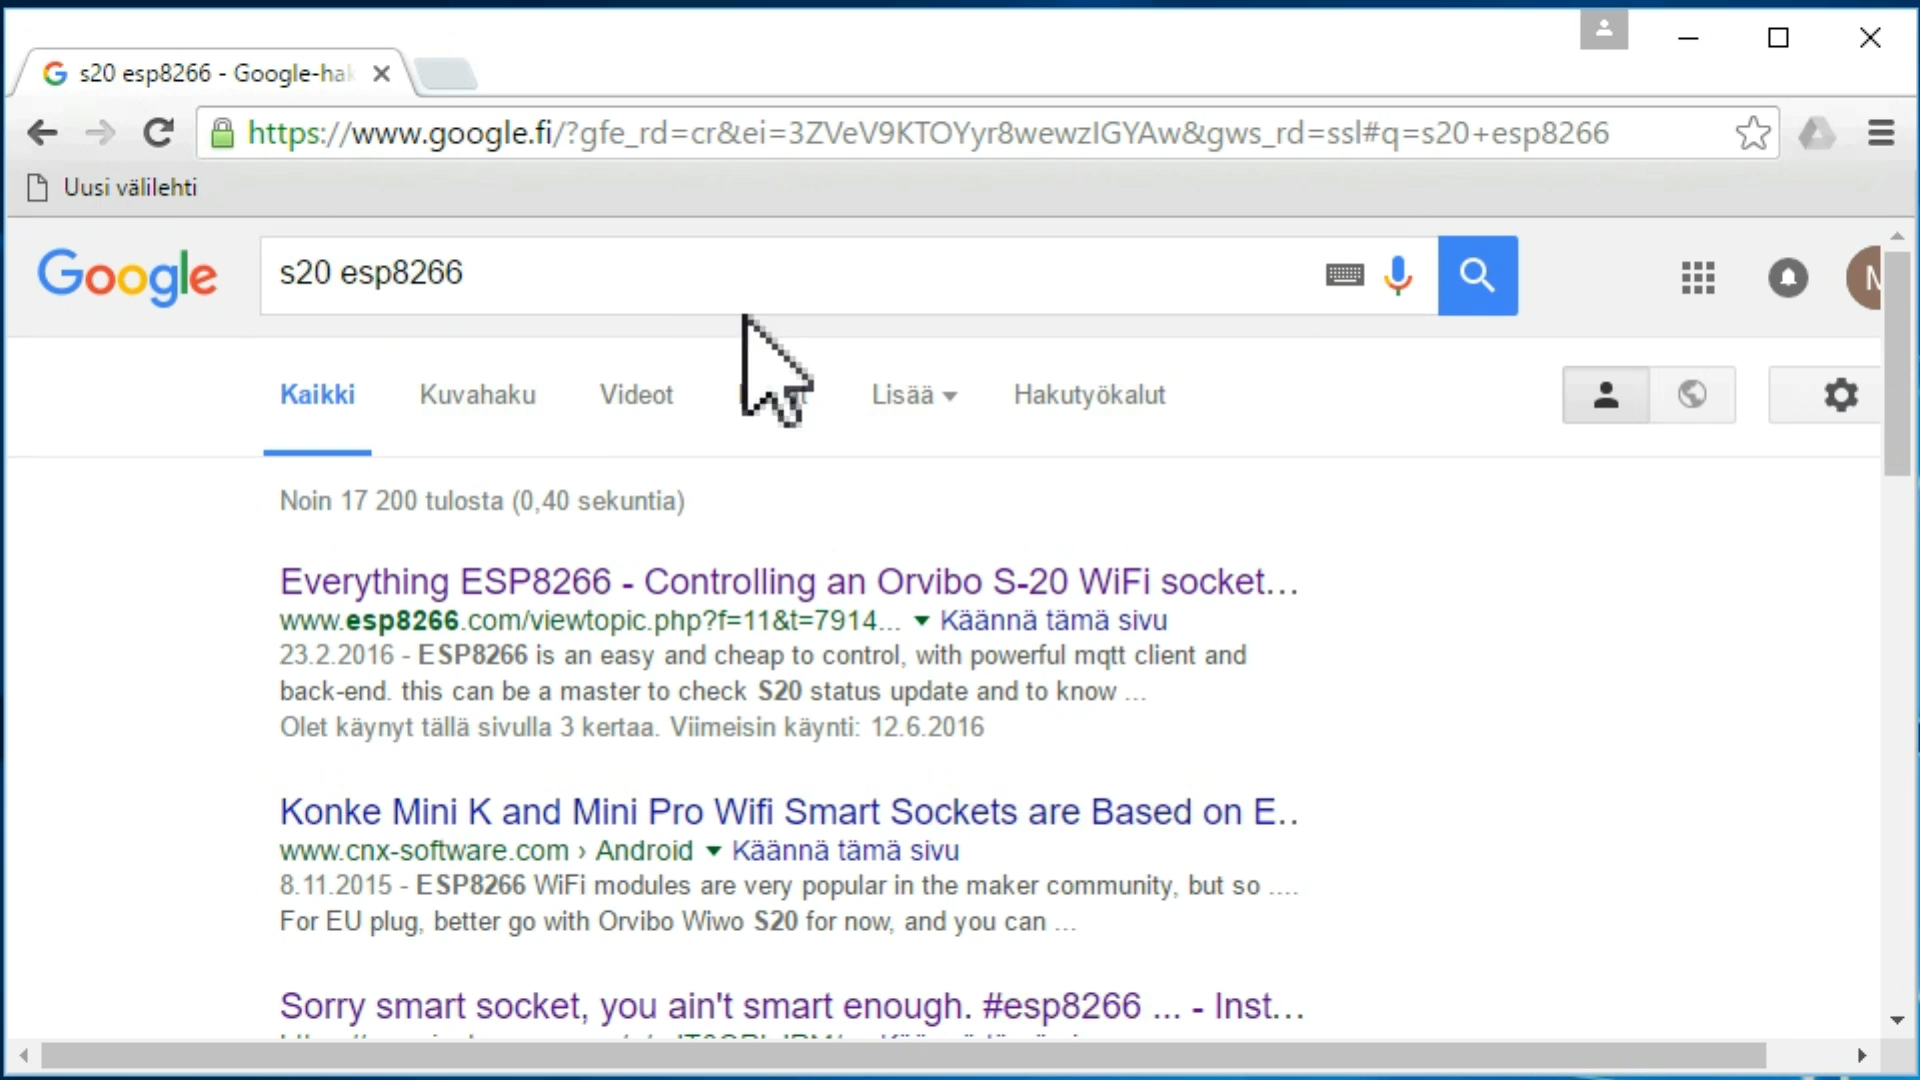 s20 esp8266 - Google-hak
https://www.google.fi/?gfe_rd=cr&ei=3ZVeV9KTOYyr8wewzIGYAw&gws_rd=ssl#q=s20+esp8266
Uusi välilehti
Google
s20 esp8266
M
Kaikki Kuvahaku Videot Lisää Hakutyökalut
Noin 17 200 tulosta (0,40 sekuntia)
Everything ESP8266 - Controlling an Orvibo S-20 WiFi socket...
www.esp8266.com/viewtopic.php?f=11&t=7914... Käännä tämä sivu
23.2.2016 - ESP8266 is an easy and cheap to control, with powerful mqtt client and
back-end. this can be a master to check S20 status update and to know ...
Olet käynyt tällä sivulla 3 kertaa. Viimeisin käynti: 12.6.2016
Konke Mini K and Mini Pro Wifi Smart Sockets are Based on E..
www.cnx-software.com › Android Käännä tämä sivu
8.11.2015 - ESP8266 WiFi modules are very popular in the maker community, but so ....
For EU plug, better go with Orvibo Wiwo S20 for now, and you can ...
Sorry smart socket, you ain't smart enough. #esp8266 ... - Inst...